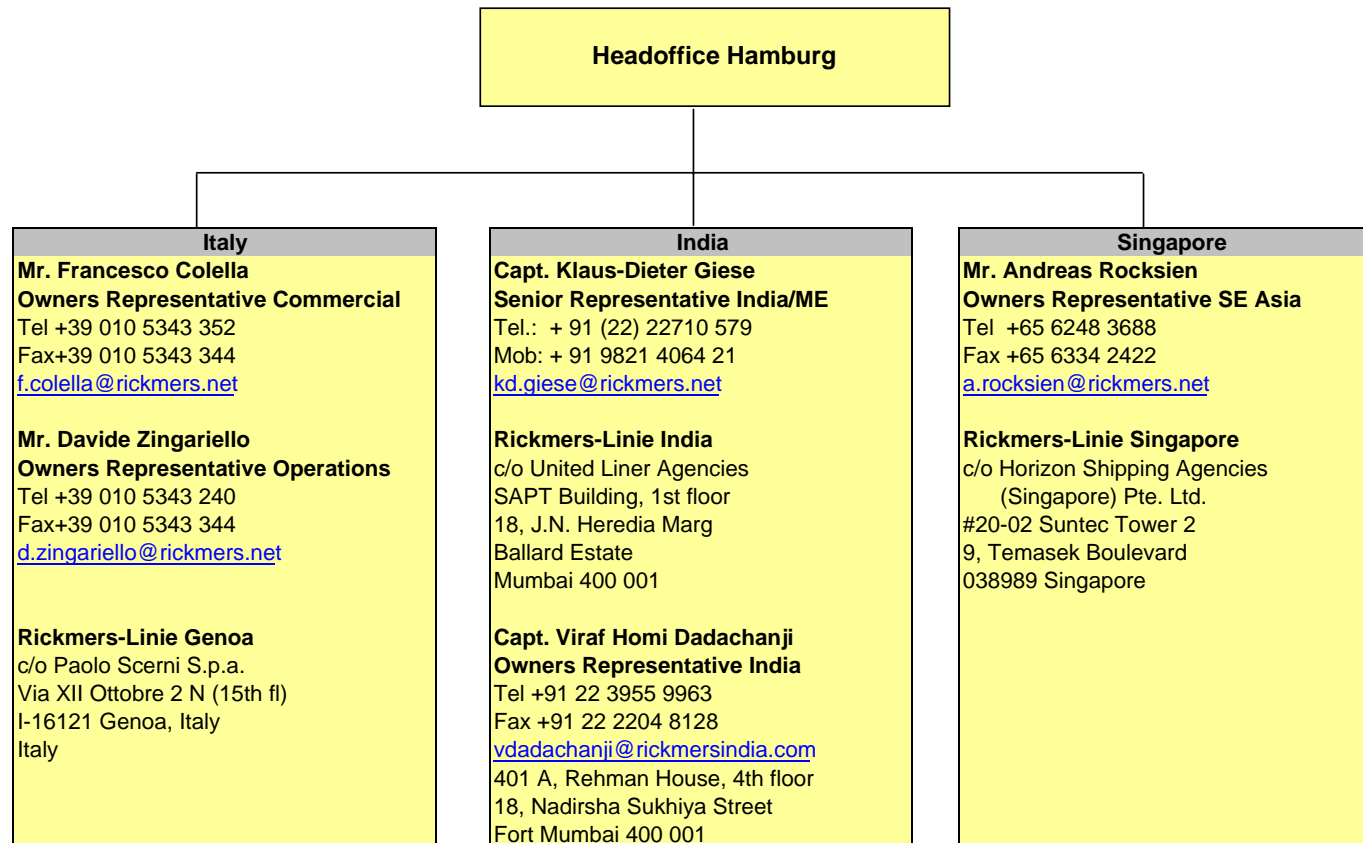 Headoffice Hamburg
Italy
Mr. Francesco Colella
Owners Representative Commercial
Tel +39 010 5343 352
Fax+39 010 5343 344
f.colella@rickmers.net
Mr. Davide Zingariello
Owners Representative Operations
Tel +39 010 5343 240
Fax+39 010 5343 344
d.zingariello@rickmers.net
Rickmers-Linie Genoa
c/o Paolo Scerni S.p.a.
Via XII Ottobre 2 N (15th fl)
I-16121 Genoa, Italy
Italy
India
Capt. Klaus-Dieter Giese
Senior Representative India/ME
Tel.: + 91 (22) 22710 579
Mob: + 91 9821 4064 21
kd.giese@rickmers.net
Rickmers-Linie India
c/o United Liner Agencies
SAPT Building, 1st floor
18, J.N. Heredia Marg
Ballard Estate
Mumbai 400 001
Capt. Viraf Homi Dadachanji
Owners Representative India
Tel +91 22 3955 9963
Fax +91 22 2204 8128
vdadachanji@rickmersindia.com
401 A, Rehman House, 4th floor
18, Nadirsha Sukhiya Street
Fort Mumbai 400 001
Singapore
Mr. Andreas Rocksien
Owners Representative SE Asia
Tel +65 6248 3688
Fax +65 6334 2422
a.rocksien@rickmers.net
Rickmers-Linie Singapore
c/o Horizon Shipping Agencies
(Singapore) Pte. Ltd.
#20-02 Suntec Tower 2
9, Temasek Boulevard
038989 Singapore